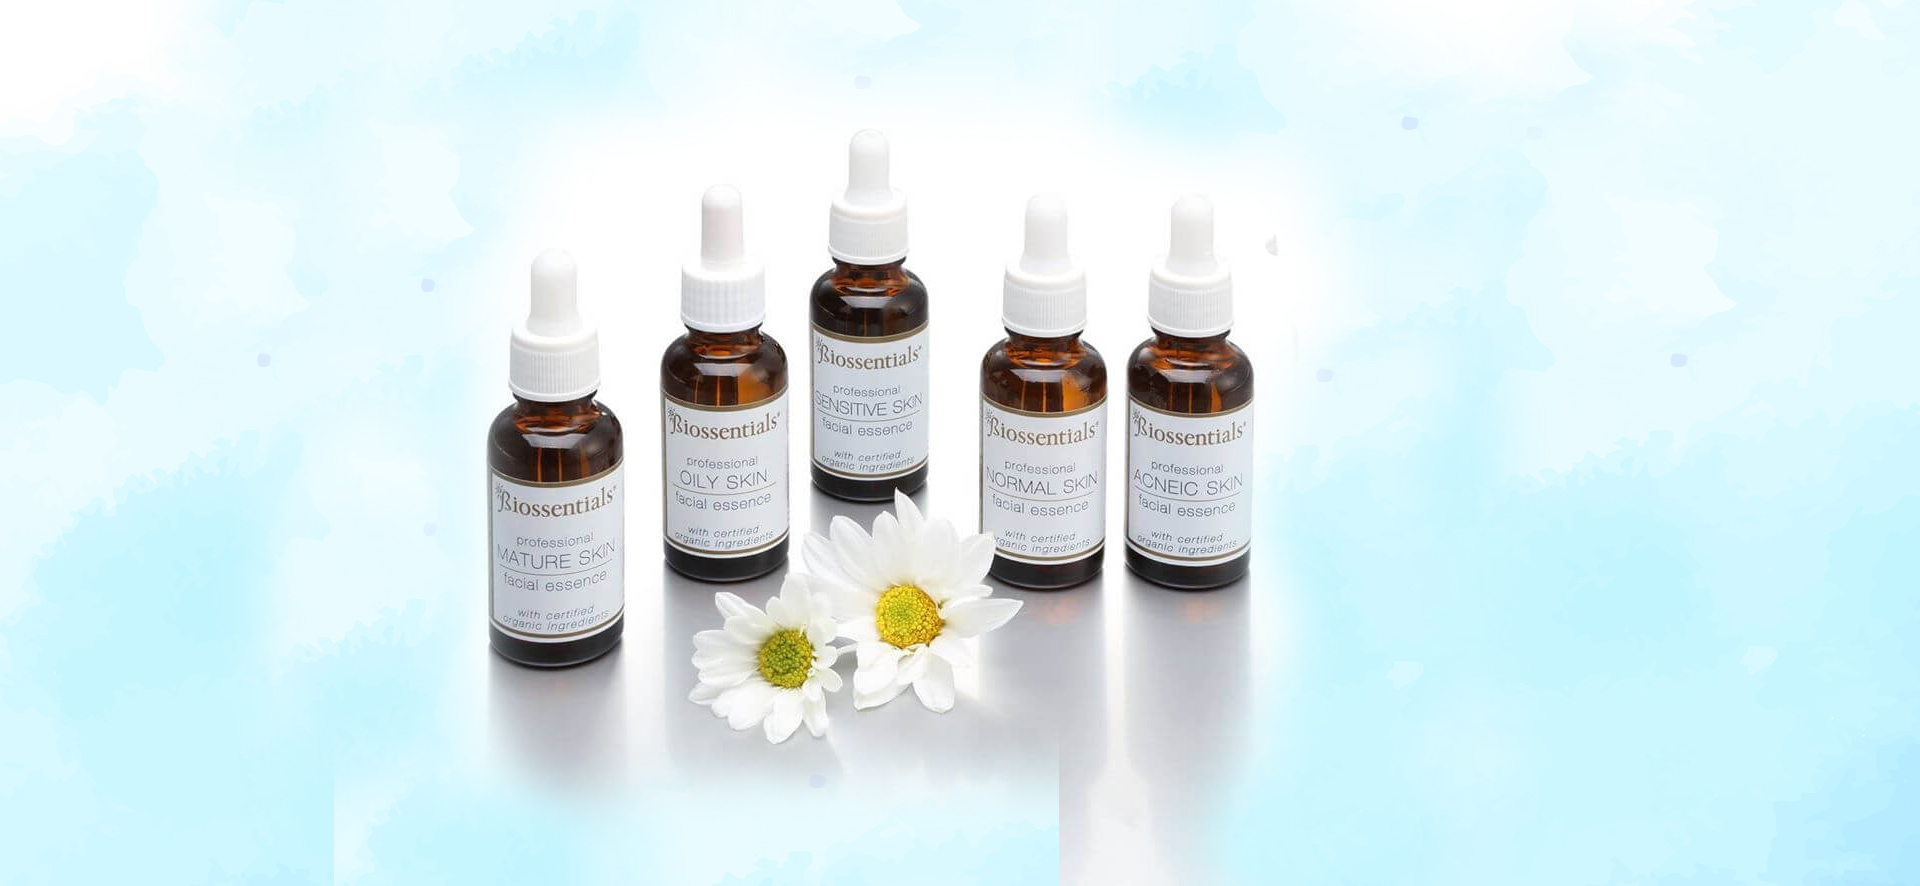 Biossentials®
professional
MATURE SKIN
facial essence
with certified
organic ingredients
Biossentials®
professional
OILY SKIN
facial essence
with certified
organic ingredients
Biossentials®
professional
SENSITIVE SKIN
facial essence
with certified
organic ingredients
Biossentials®
professional
NORMAL SKIN
facial essence
with certified
organic ingredients
Biossentials®
professional
ACNEIC SKIN
facial essence
with certified
organic ingredients